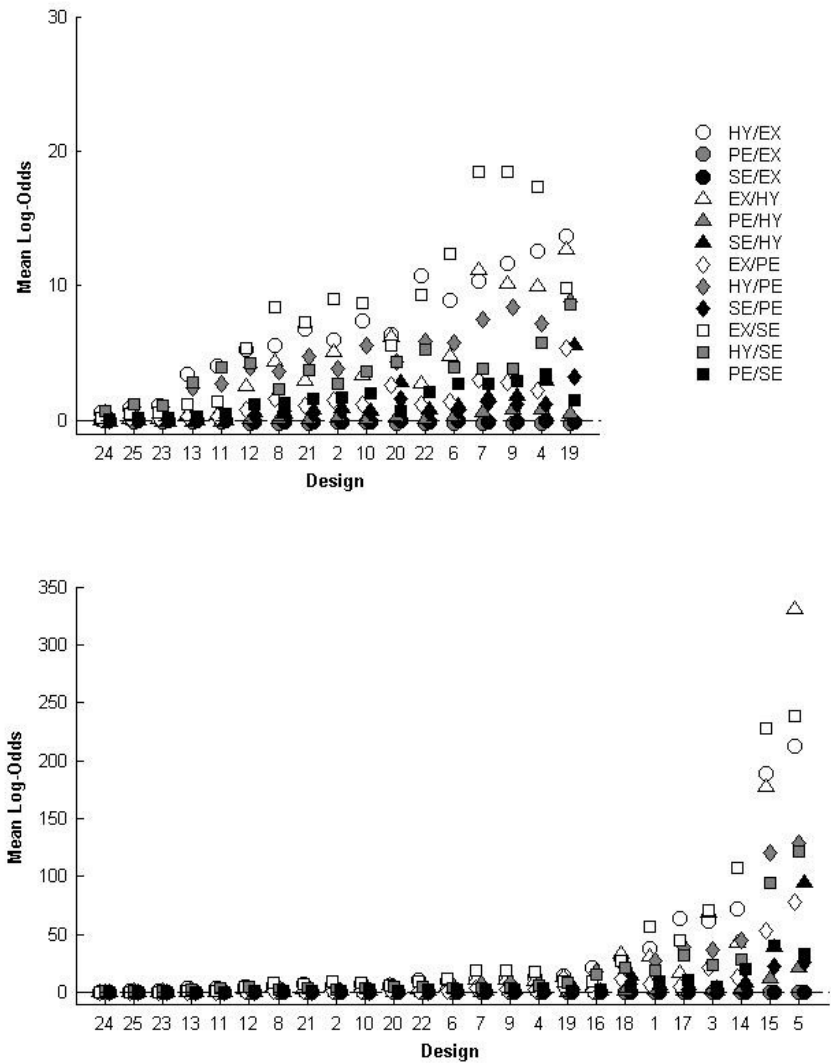 30
20
10
0
Mean Log-Odds
24 25 23 13 11 12 8 21 2 10 20 22 6 7 9 4 19
Design
HY/EX
PE/EX
SE/EX
EX/HY
PE/HY
SE/HY
EX/PE
HY/PE
SE/PE
EX/SE
HY/SE
PE/SE
350
300
250
200
150
100
50
0
Mean Log-Odds
24 25 23 13 11 12 8 21 2 10 20 22 6 7 9 4 19 16 18 1 17 3 14 15 5
Design